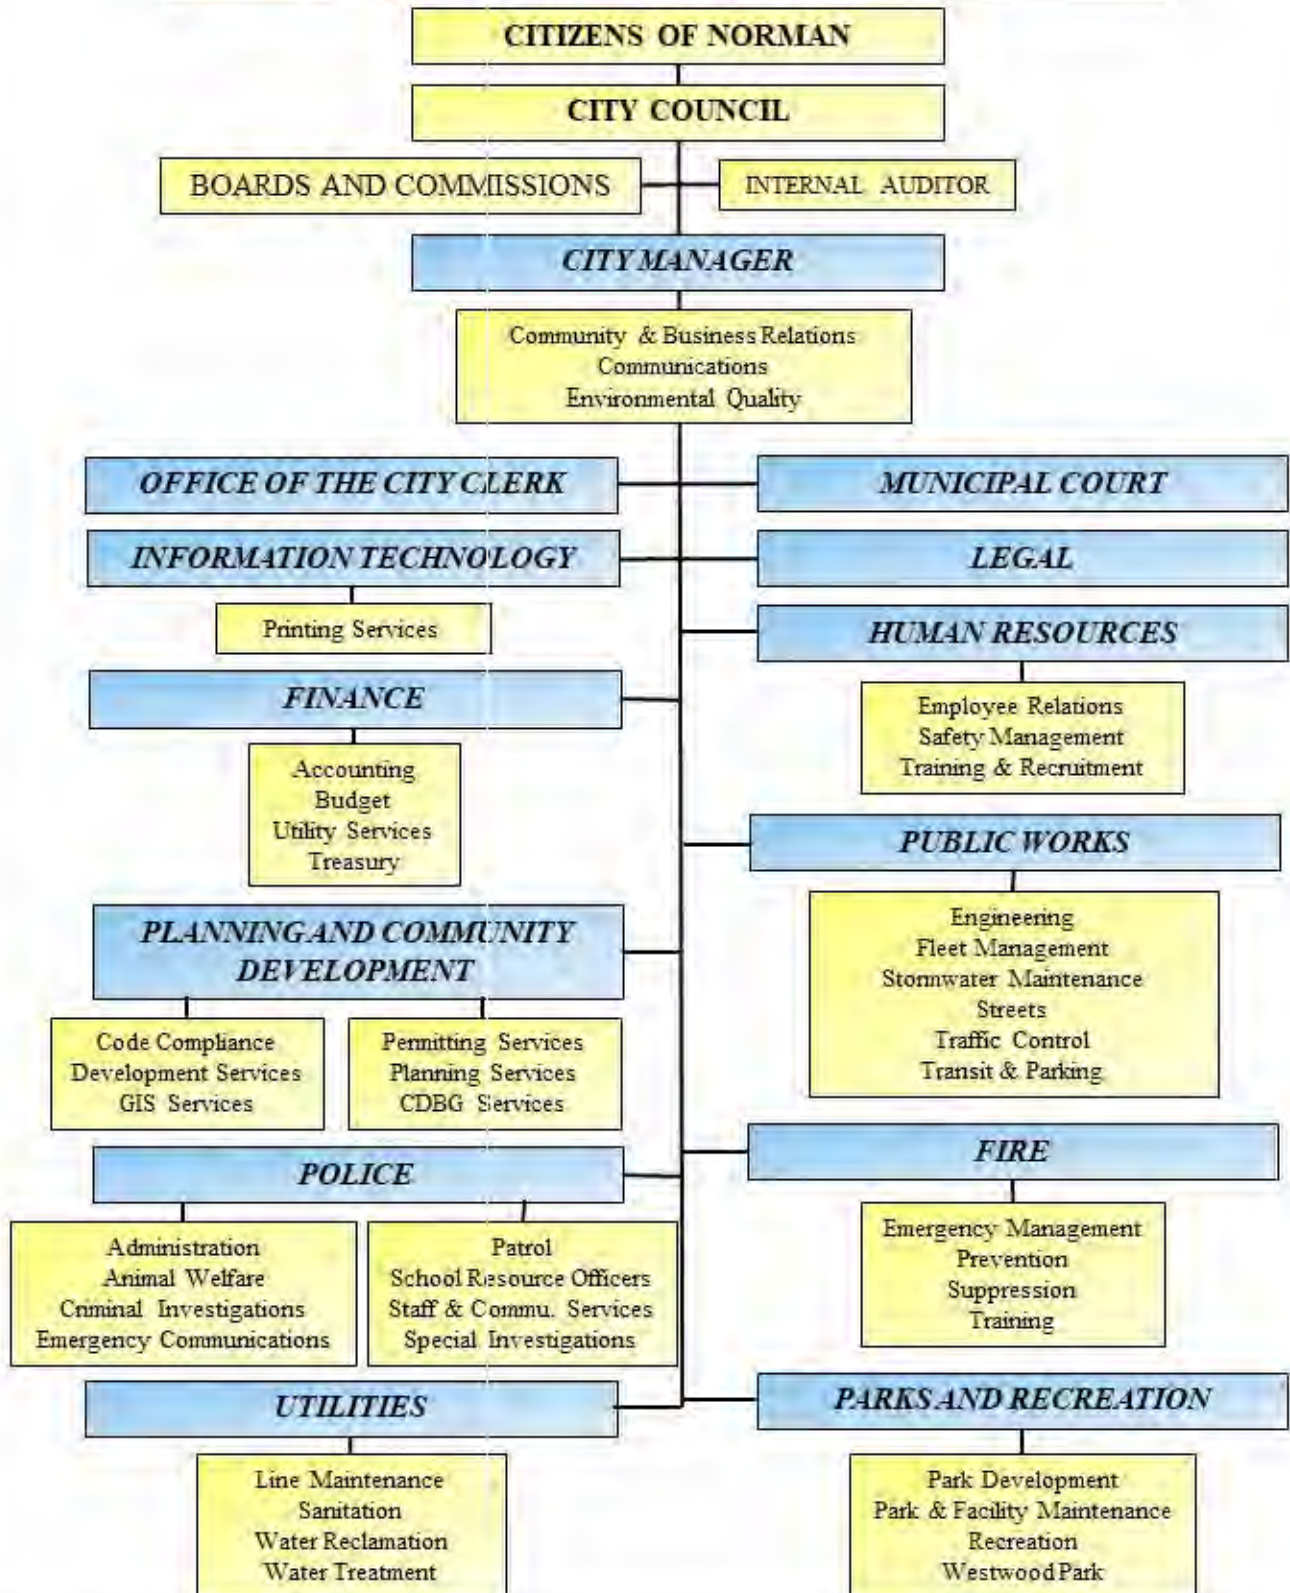 CITIZENS OF NORMAN
CITY COUNCIL
BOARDS AND COMMISSIONS
INTERNAL AUDITOR
CITY MANAGER
Community & Business Relations
Communications
Environmental Quality
OFFICE OF THE CITY CLERK
MUNICIPAL COURT
INFORMATION TECHNOLOGY
LEGAL
Printing Services
HUMAN RESOURCES
Employee Relations
Safety Management
Training & Recruitment
FINANCE
Accounting
Budget
Utility Services
Treasury
PUBLIC WORKS
Engineering
Fleet Management
Stormwater Maintenance
Streets
Traffic Control
Transit & Parking
PLANNING AND COMMUNITY
DEVELOPMENT
Code Compliance
Development Services
GIS Services
Permitting Services
Planning Services
CDBG Services
FIRE
Emergency Management
Prevention
Suppression
Training
POLICE
Administration
Animal Welfare
Criminal Investigations
Emergency Communications
Patrol
School Resource Officers
Staff & Commu. Services
Special Investigations
UTILITIES
Line Maintenance
Sanitation
Water Reclamation
Water Treatment
PARKS AND RECREATION
Park Development
Park & Facility Maintenance
Recreation
Westwood Park